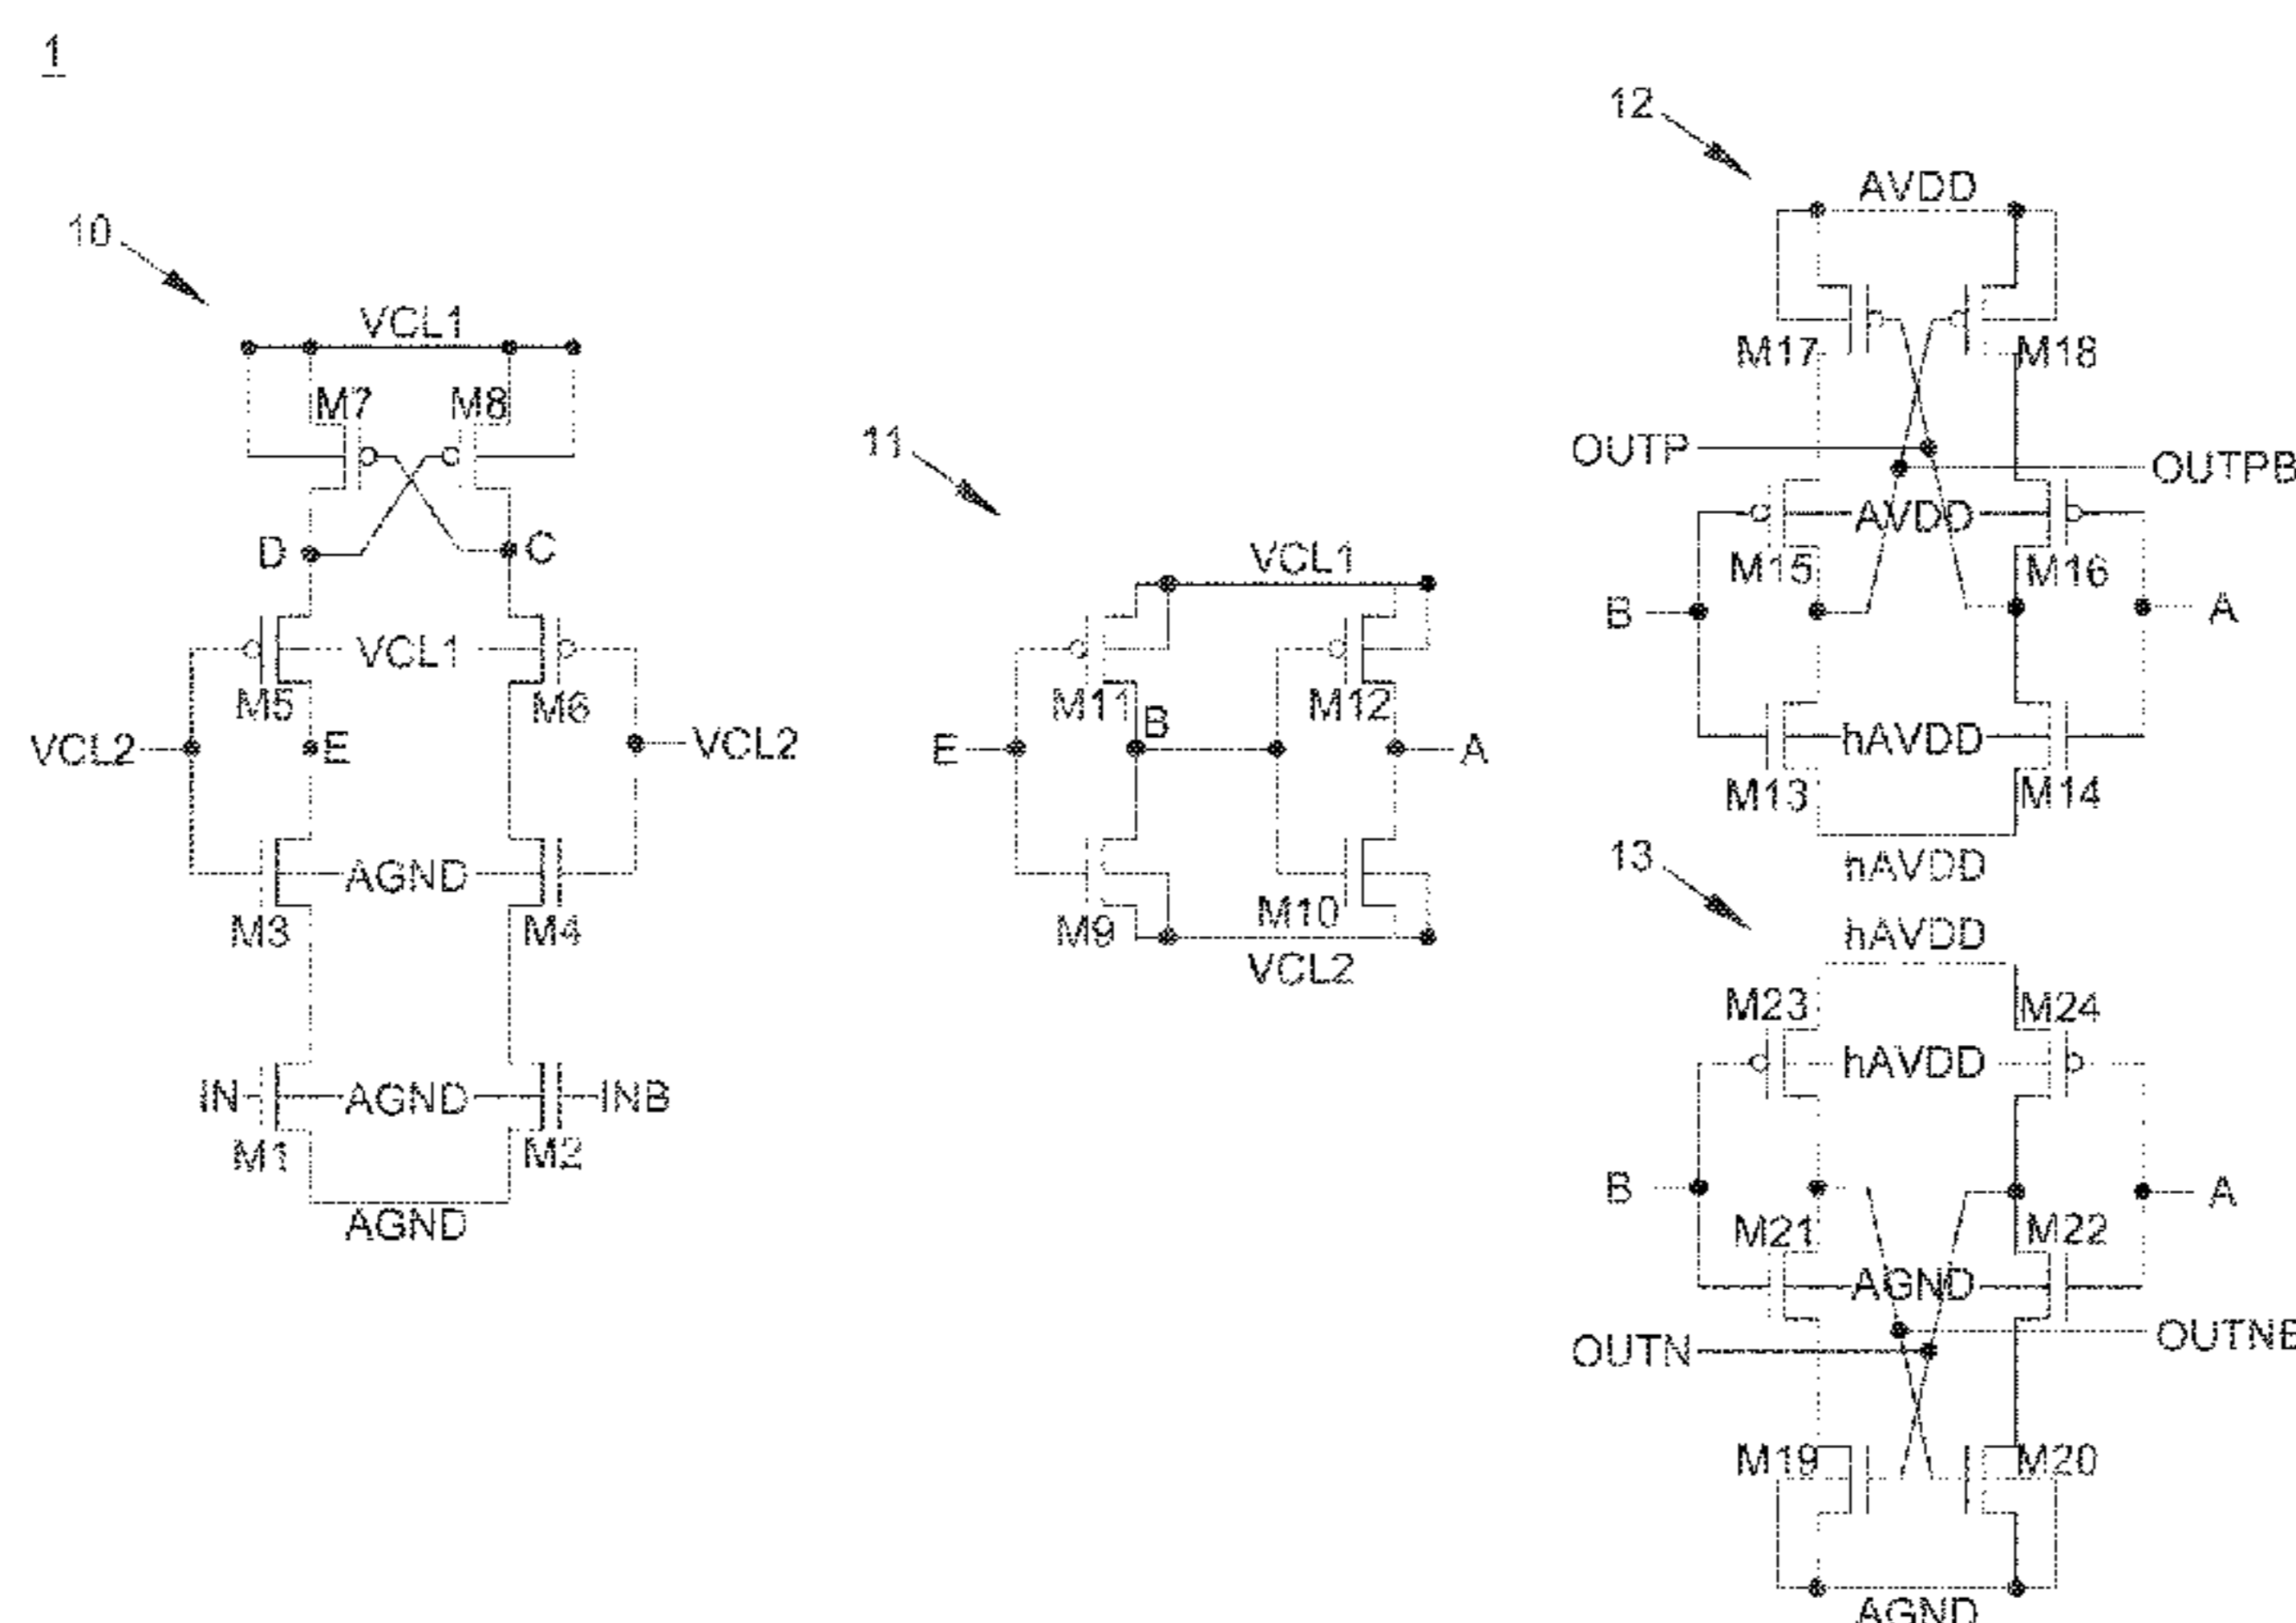 1
10
VCL1
M7 M8
D C
VCL1
M5 M6
VCL2 E VCL2
AGND
M3 M4
IN AGND INB
M1 M2
AGND
11
VCL1
M11 M12
E B A
M9 M10
VCL2
12
AVDD
M17 M18
OUTP OUTPB
AVDD
M15 M16
B A
hAVDD
M13 M14
hAVDD
13
hAVDD
M23 M24
hAVDD
B A
M21 M22
AGND
OUTN OUTNB
M19 M20
AGND